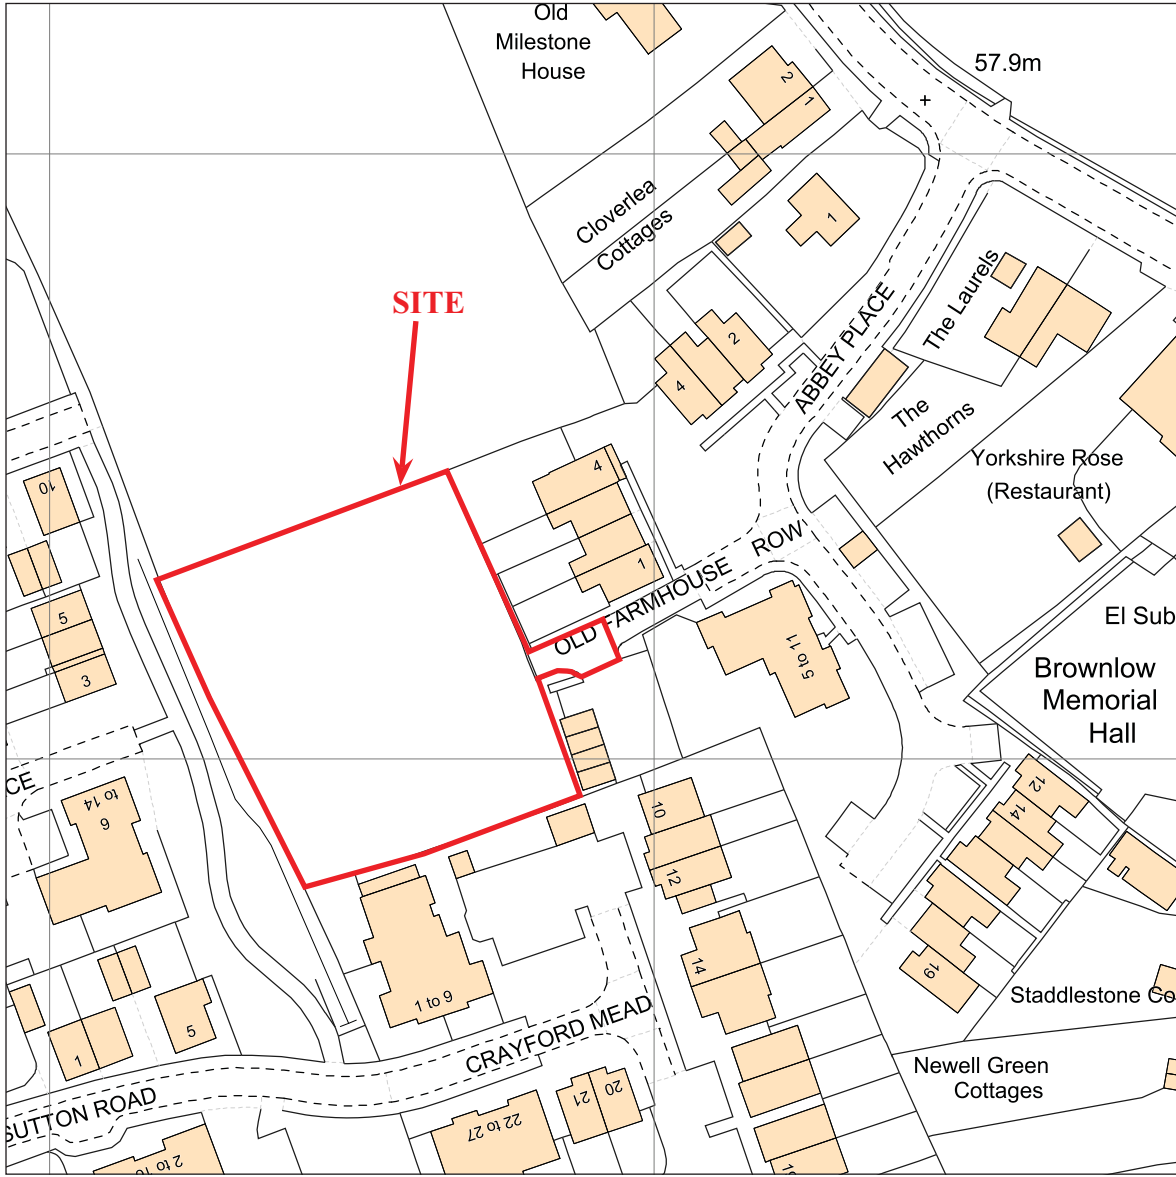 Old
Milestone
House
57.9m
2
1
Cloverlea
Cottages
1
The Laurels
SITE
ABBEY PLACE
2
4
The
Hawthorns
Yorkshire Rose
(Restaurant)
4
10
ROW
1
OLD FARMHOUSE
5
3
5 to 11
El Sub
Brownlow
Memorial
Hall
CE
to 14
9
10
12
12
14
19
14
1 to 9
Staddlestone Co
CRAYFORD MEAD
5
1
Newell Green
Cottages
SUTTON ROAD
22 to 27
21
20